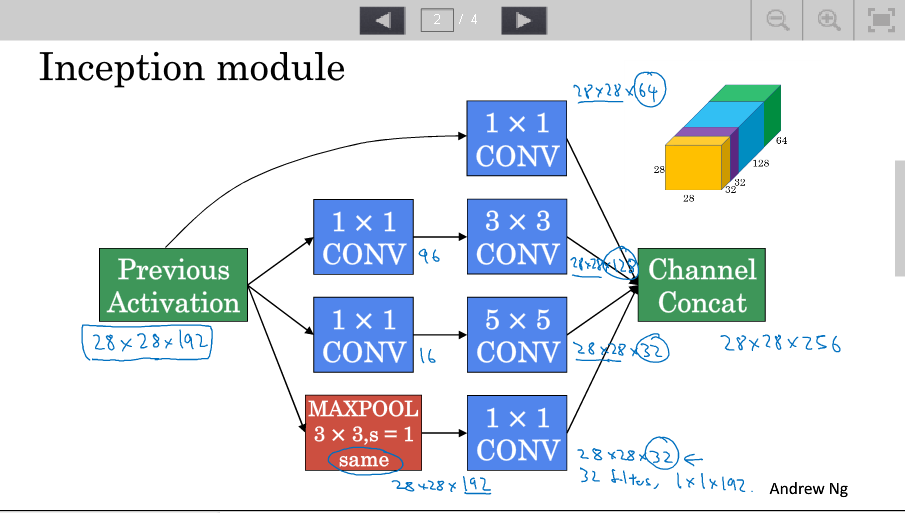 2 / 4
Inception module
28×28×64
1 × 1
CONV
64
128
32
32
28
28
1 × 1
CONV
96
3 × 3
CONV
28×28×128
Previous
Activation
28×28×192
Channel
Concat
28×28×256
1 × 1
CONV
16
5 × 5
CONV
28×28×32
MAXPOOL
3 × 3,s = 1
same
28×28×192
1 × 1
CONV
28×28×32 ←
32 filters, 1×1×192.
Andrew Ng